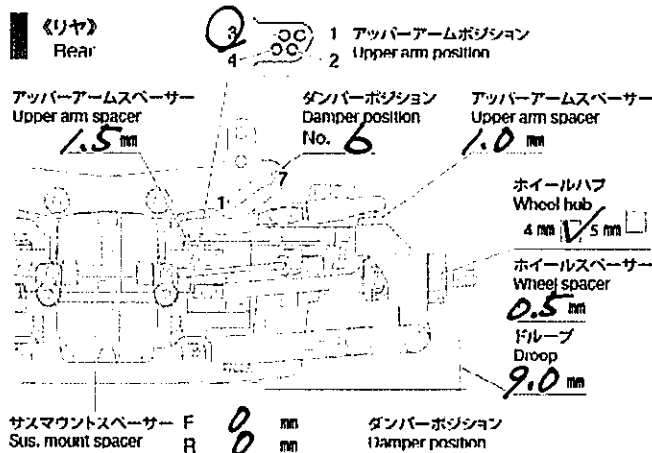 《リヤ》
Rear
3 1 アッパーアームポジション
4 2 Upper arm position
アッパーアームスペーサー
Upper arm spacer
1.5 mm
ダンパーポジション
Damper position
No. 6
アッパーアームスペーサー
Upper arm spacer
1.0 mm
1 7
ホイールハブ
Wheel hub
4 mm ✓ 5 mm
ホイールスペーサー
Wheel spacer
0.5 mm
ドループ
Droop
9.0 mm
サスマウントスペーサー F 0 mm
Sus. mount spacer R 0 mm
ダンパーポジション
Damper position